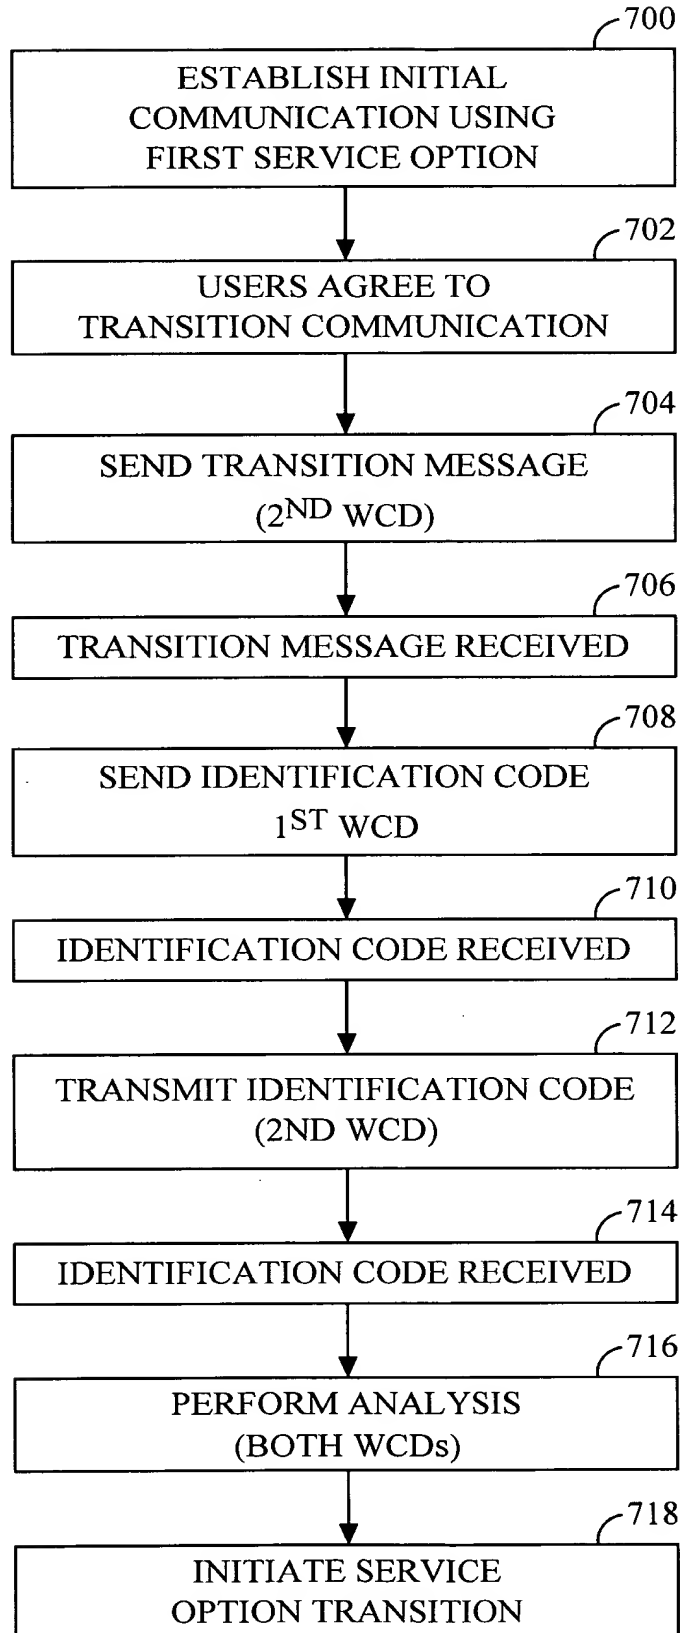 700
ESTABLISH INITIAL
COMMUNICATION USING
FIRST SERVICE OPTION
702
USERS AGREE TO
TRANSITION COMMUNICATION
704
SEND TRANSITION MESSAGE
(2ND WCD)
706
TRANSITION MESSAGE RECEIVED
708
SEND IDENTIFICATION CODE
1ST WCD
710
IDENTIFICATION CODE RECEIVED
712
TRANSMIT IDENTIFICATION CODE
(2ND WCD)
714
IDENTIFICATION CODE RECEIVED
716
PERFORM ANALYSIS
(BOTH WCDs)
718
INITIATE SERVICE
OPTION TRANSITION